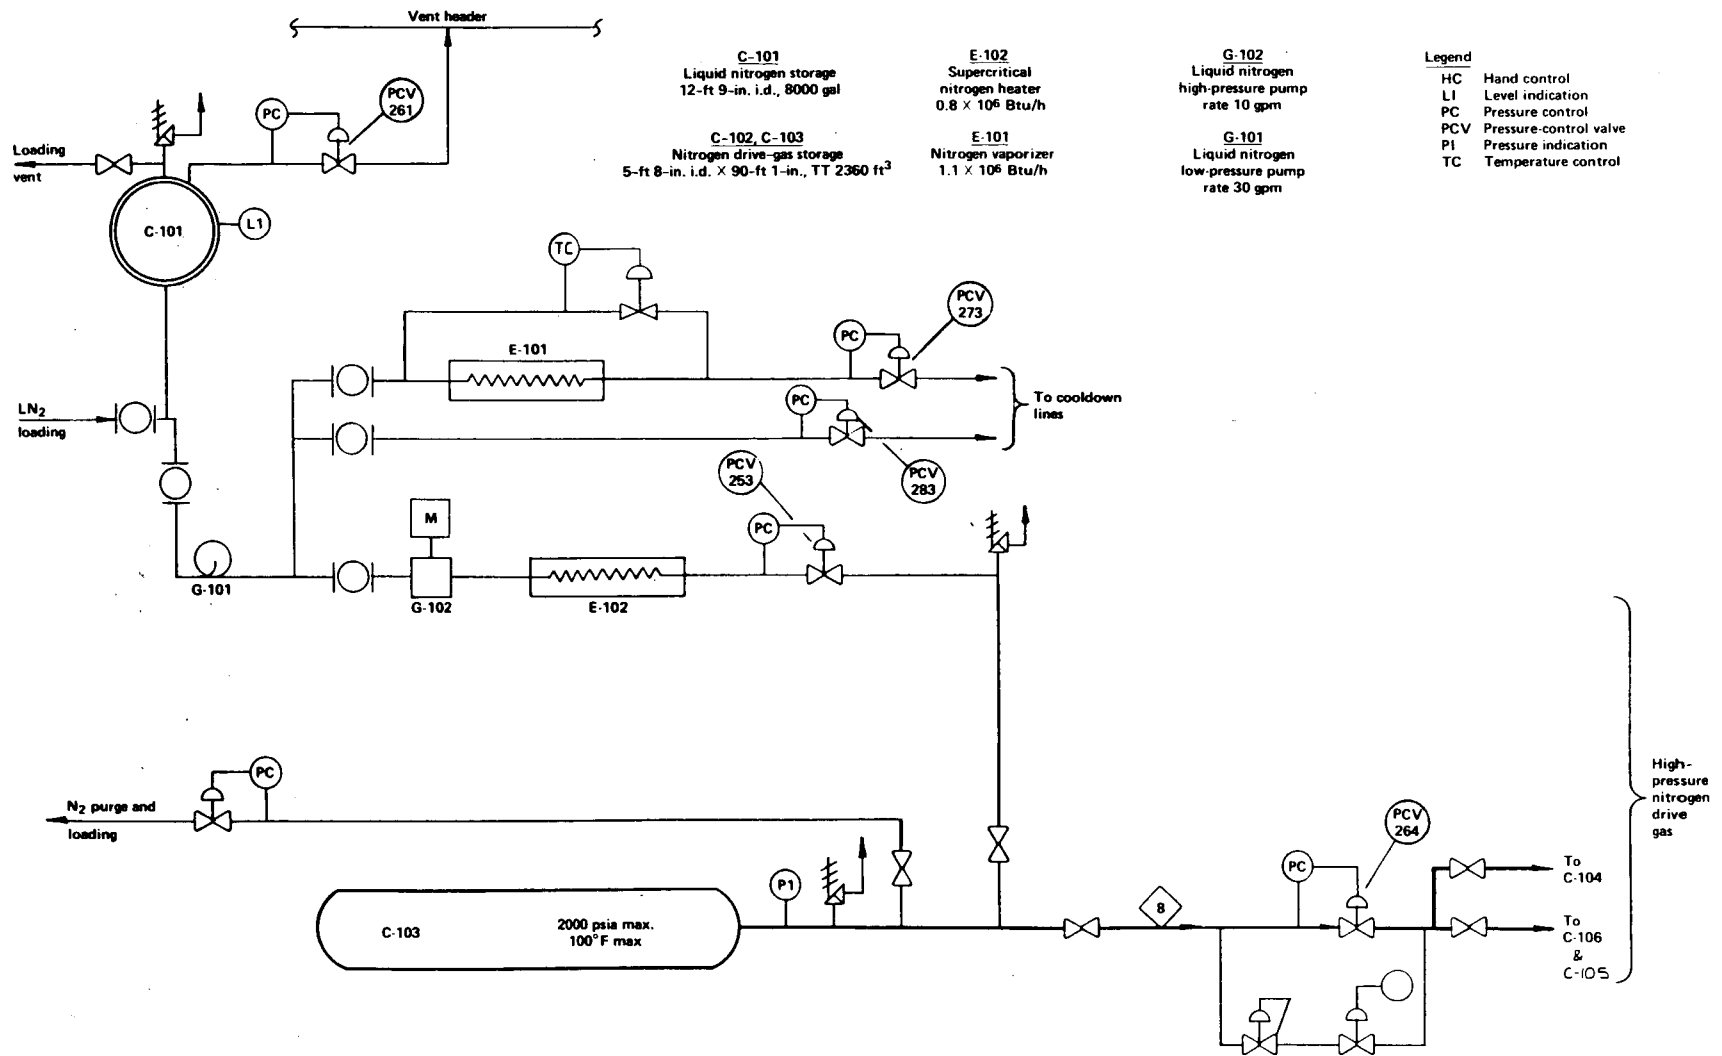 Vent header
C-101
Liquid nitrogen storage
12-ft 9-in. i.d., 8000 gal
E-102
Supercritical
nitrogen heater
0.8 × 10⁶ Btu/h
G-102
Liquid nitrogen
high-pressure pump
rate 10 gpm
C-102, C-103
Nitrogen drive-gas storage
5-ft 8-in. i.d. × 90-ft 1-in., TT 2360 ft³
E-101
Nitrogen vaporizer
1.1 × 10⁶ Btu/h
G-101
Liquid nitrogen
low-pressure pump
rate 30 gpm
Legend
HC Hand control
LI Level indication
PC Pressure control
PCV Pressure-control valve
PI Pressure indication
TC Temperature control
PC
PCV
261
Loading
vent
C-101
L1
TC
PCV
273
PC
E-101
PC
To cooldown
lines
LN₂
loading
PCV
253
PCV
283
M
PC
G-101
G-102
E-102
PC
N₂ purge and
loading
High-
pressure
nitrogen
drive
gas
PCV
264
PC
To
C-104
P1
C-103
2000 psia max.
100°F max
8
To
C-106
&
C-105